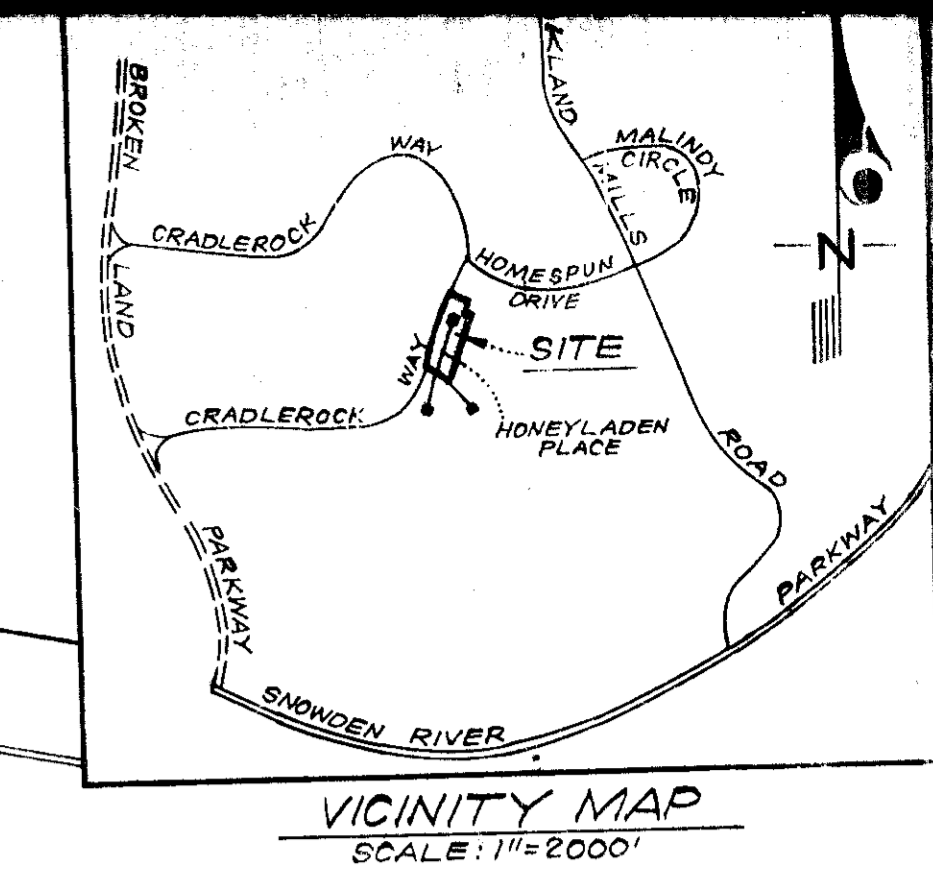 BROKEN
LAND
PARKWAY
CRADLEROCK
WAY
KLAND
MILLS
ROAD
MALINDY
CIRCLE
HOMESPUN
DRIVE
N
SITE
WAY
CRADLEROCK
HONEYLADEN
PLACE
SNOWDEN RIVER
PARKWAY
VICINITY MAP
SCALE: 1"=2000'